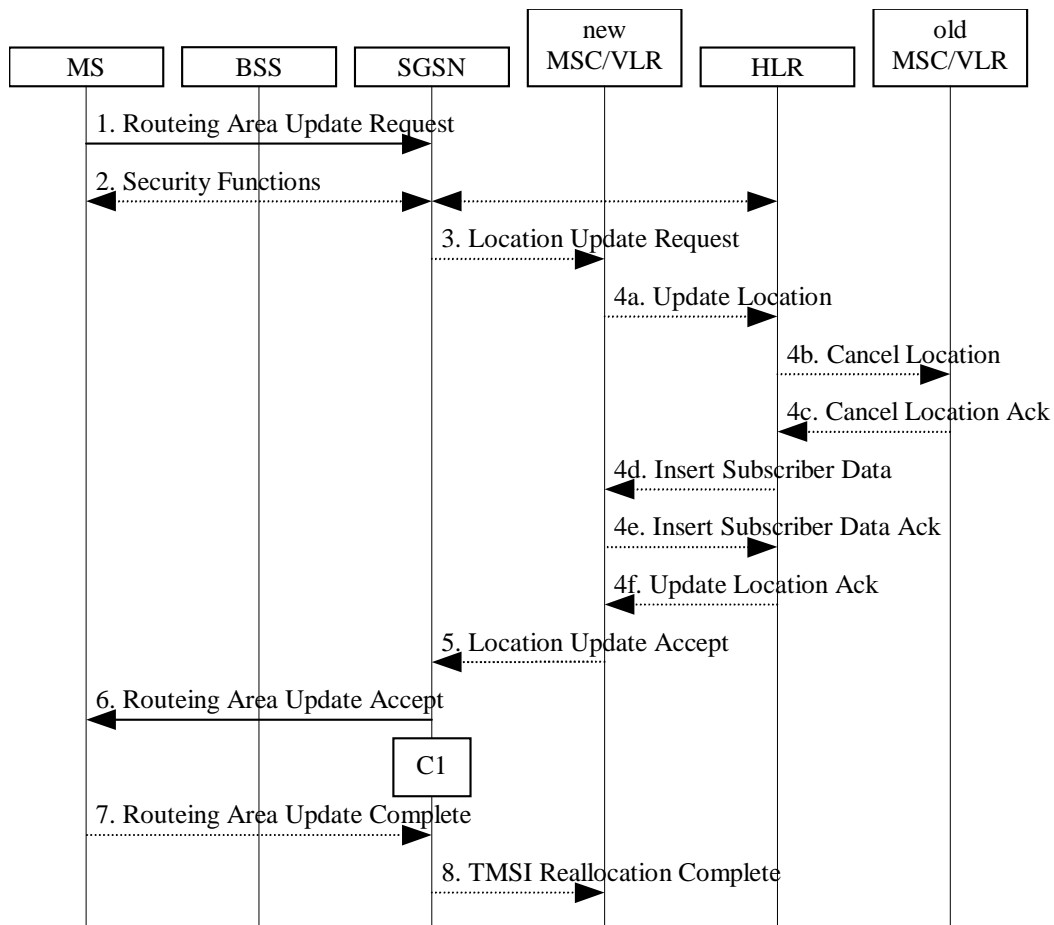 new
MSC/VLR
old
MSC/VLR
MS
BSS
SGSN
HLR
1. Routeing Area Update Request
2. Security Functions
3. Location Update Request
4a. Update Location
4b. Cancel Location
4c. Cancel Location Ack
4d. Insert Subscriber Data
4e. Insert Subscriber Data Ack
4f. Update Location Ack
5. Location Update Accept
6. Routeing Area Update Accept
C1
7. Routeing Area Update Complete
8. TMSI Reallocation Complete